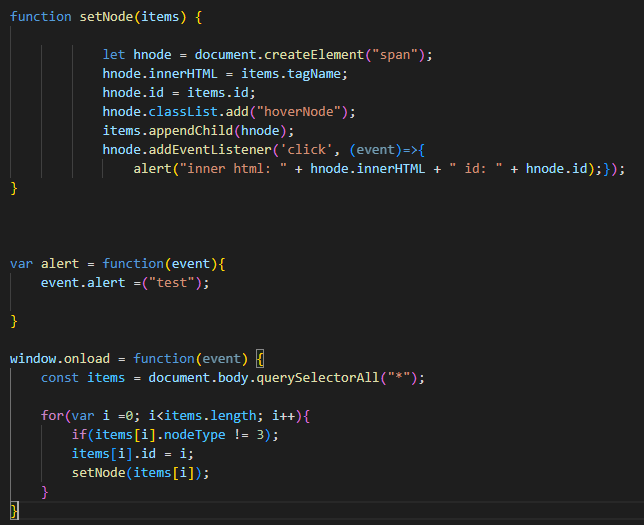 function setNode(items) {
let hnode = document.createElement("span");
hnode.innerHTML = items.tagName;
hnode.id = items.id;
hnode.classList.add("hoverNode");
items.appendChild(hnode);
hnode.addEventListener('click', (event)=>{
alert("inner html: " + hnode.innerHTML + " id: " + hnode.id);});
}
var alert = function(event){
event.alert =("test");
}
window.onload = function(event) {
const items = document.body.querySelectorAll("*");
for(var i =0; i<items.length; i++){
if(items[i].nodeType != 3);
items[i].id = i;
setNode(items[i]);
}
}